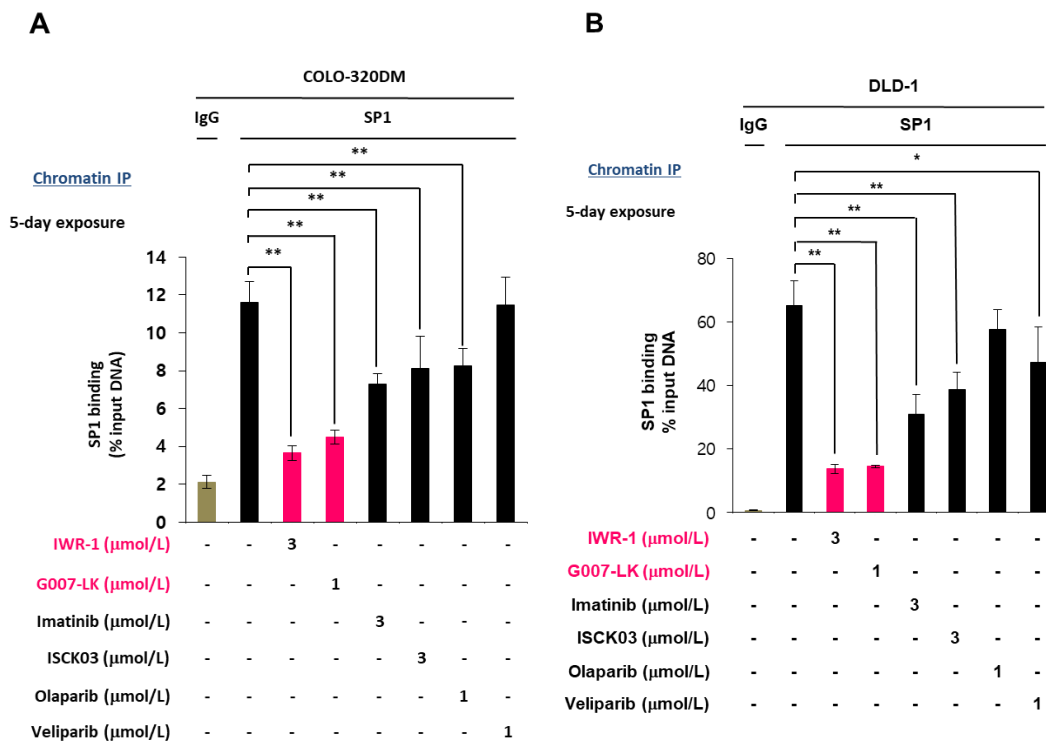 A
COLO-320DM
IgG SP1
Chromatin IP
5-day exposure
** ** ** ** **
SP1 binding
(% input DNA)
14
12
10
8
6
4
2
0
IWR-1 (μmol/L) - - 3 - - - - -
G007-LK (μmol/L) - - - 1 - - - -
Imatinib (μmol/L) - - - - 3 - - -
ISCK03 (μmol/L) - - - - - 3 - -
Olaparib (μmol/L) - - - - - - 1 -
Veliparib (μmol/L) - - - - - - - 1
B
DLD-1
IgG SP1
Chromatin IP
5-day exposure
* ** ** ** **
SP1 binding
% input DNA
80
60
40
20
0
IWR-1 (μmol/L) - - 3 - - - - -
G007-LK (μmol/L) - - - 1 - - - -
Imatinib (μmol/L) - - - - 3 - - -
ISCK03 (μmol/L) - - - - - 3 - -
Olaparib (μmol/L) - - - - - - 1 -
Veliparib (μmol/L) - - - - - - - 1